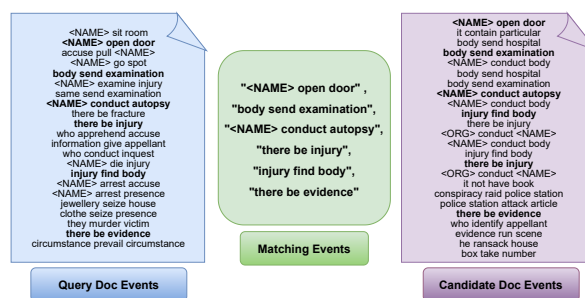 <NAME> sit room
<NAME> open door
accuse pull <NAME>
<NAME> go spot
body send examination
<NAME> examine injury
same send examination
<NAME> conduct autopsy
there be fracture
there be injury
who apprehend accuse
information give appellant
who conduct inquest
<NAME> die injury
injury find body
<NAME> arrest accuse
<NAME> arrest presence
jewellery seize house
clothe seize presence
they murder victim
there be evidence
circumstance prevail circumstance
Query Doc Events
"<NAME> open door" ,
"body send examination",
"<NAME> conduct autopsy",
"there be injury",
"injury find body",
"there be evidence"
Matching Events
<NAME> open door
it contain particular
body send hospital
body send examination
<NAME> conduct body
body send hospital
body send examination
<NAME> conduct autopsy
<NAME> conduct body
injury find body
there be injury
<ORG> conduct <NAME>
<NAME> conduct body
injury find body
there be injury
<ORG> conduct <NAME>
it not have book
conspiracy raid police station
police station attack article
there be evidence
who identify appellant
evidence run scene
he ransack house
box take number
Candidate Doc Events